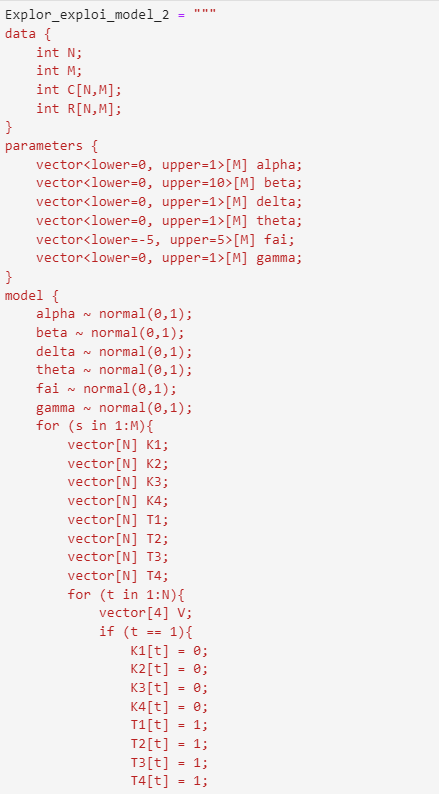 Explor_exploi_model_2 = """
data {
    int N;
    int M;
    int C[N,M];
    int R[N,M];
}
parameters {
    vector<lower=0, upper=1>[M] alpha;
    vector<lower=0, upper=10>[M] beta;
    vector<lower=0, upper=1>[M] delta;
    vector<lower=0, upper=1>[M] theta;
    vector<lower=-5, upper=5>[M] fai;
    vector<lower=0, upper=1>[M] gamma;
}
model {
    alpha ~ normal(0,1);
    beta ~ normal(0,1);
    delta ~ normal(0,1);
    theta ~ normal(0,1);
    fai ~ normal(0,1);
    gamma ~ normal(0,1);
    for (s in 1:M){
        vector[N] K1;
        vector[N] K2;
        vector[N] K3;
        vector[N] K4;
        vector[N] T1;
        vector[N] T2;
        vector[N] T3;
        vector[N] T4;
        for (t in 1:N){
            vector[4] V;
            if (t == 1){
                K1[t] = 0;
                K2[t] = 0;
                K3[t] = 0;
                K4[t] = 0;
                T1[t] = 1;
                T2[t] = 1;
                T3[t] = 1;
                T4[t] = 1;